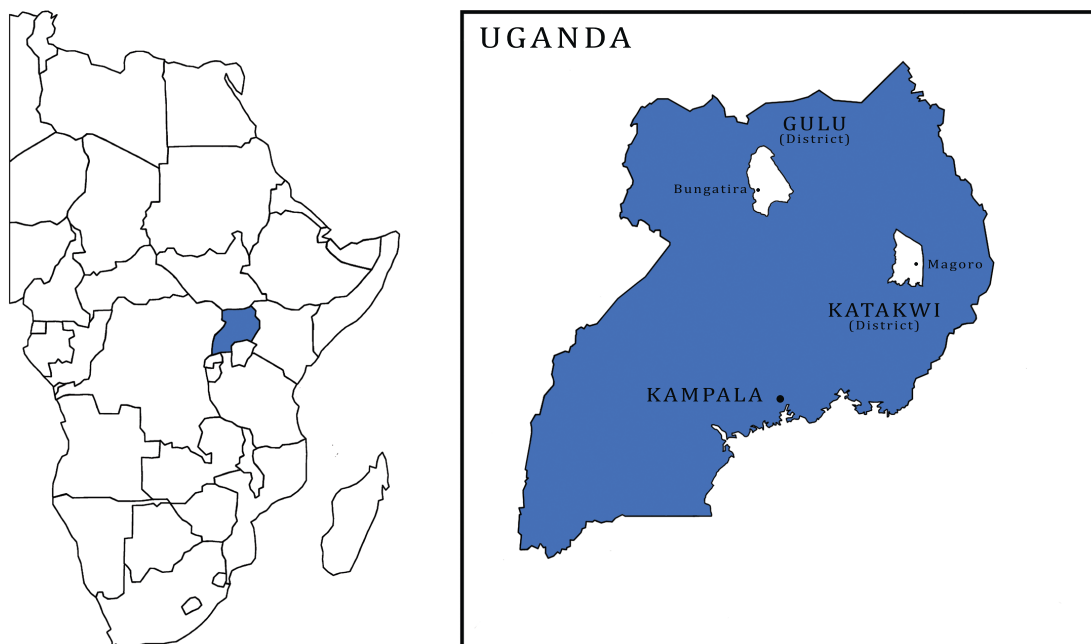 UGANDA
GULU
(District)
Bungatira
Magoro
KATAKWI
(District)
KAMPALA